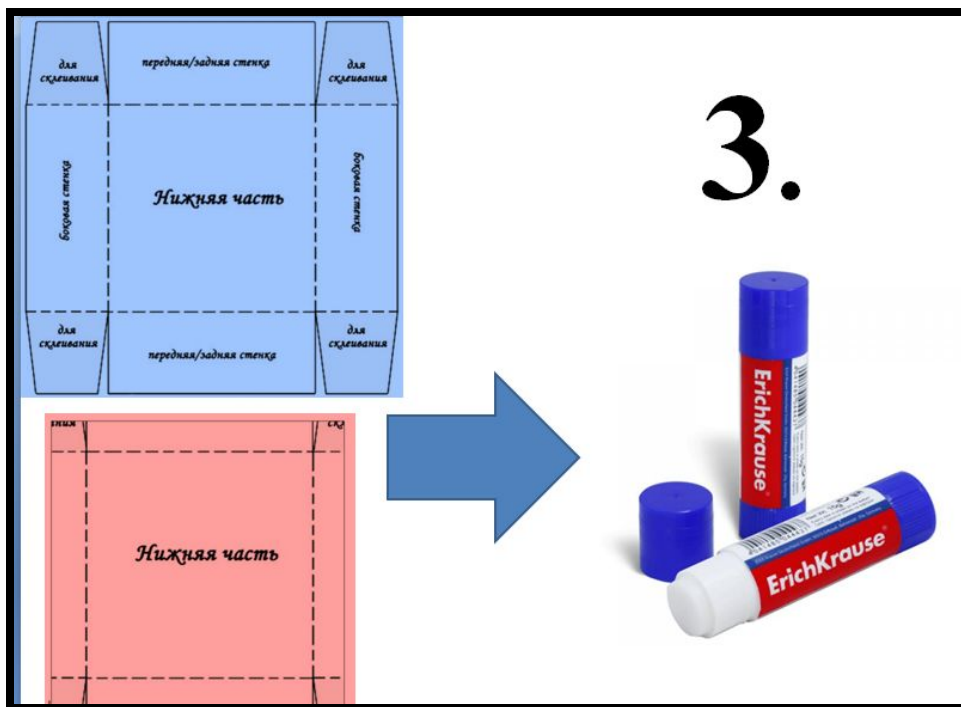 для
склеивания
передняя/задняя стенка
для
склеивания
боковая стенка
Нижняя часть
боковая стенка
для
склеивания
передняя/задняя стенка
для
склеивания
3.
Нижняя часть
ErichKrause
ErichKrause